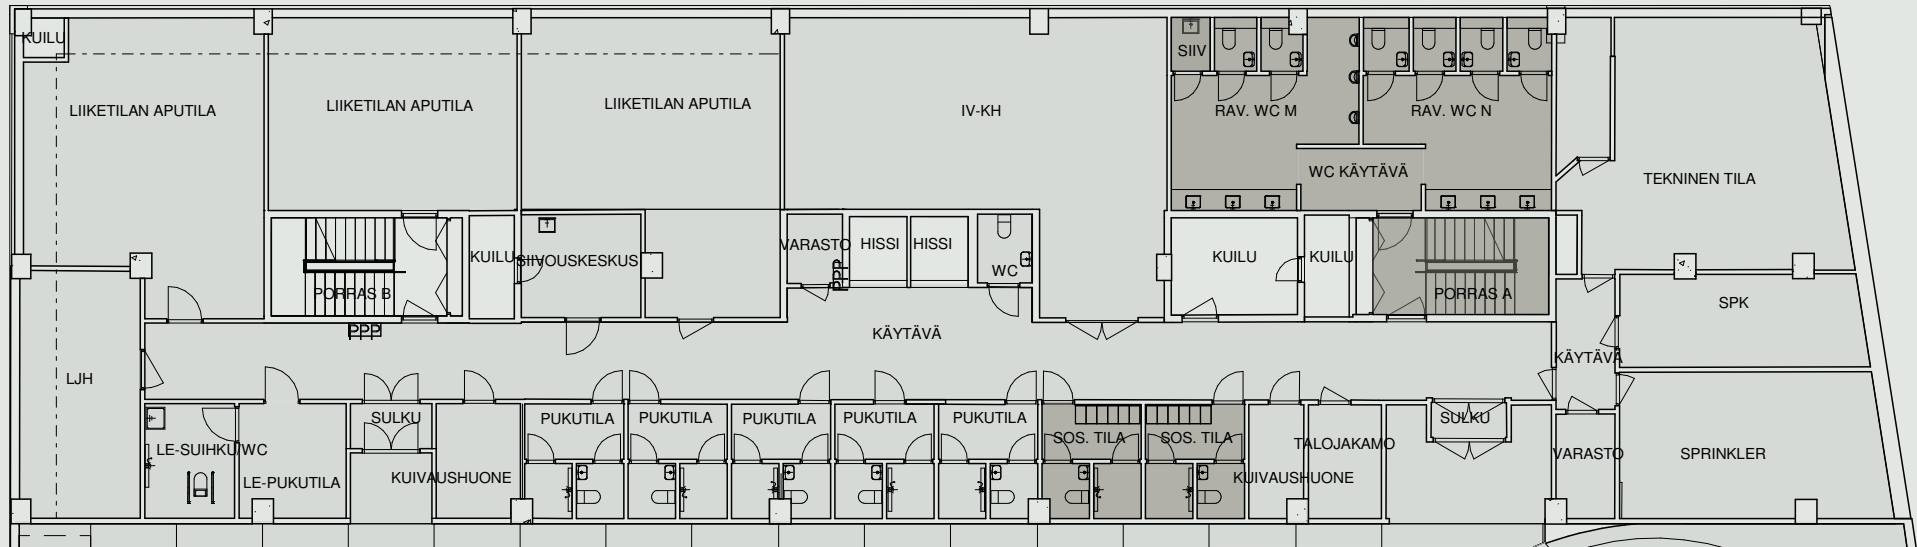 KUILU
LIIKETILAN APUTILA
LIIKETILAN APUTILA
LIIKETILAN APUTILA
IV-KH
SIIV
RAV. WC M
RAV. WC N
WC KÄYTÄVÄ
TEKNINEN TILA
PORRAS B
KUILU
SIIVOUSKESKUS
VARASTO
PPP
HISSI
HISSI
WC
KUILU
KUILU
PORRAS A
SPK
PPP
KÄYTÄVÄ
KÄYTÄVÄ
LJH
SULKU
PUKUTILA
PUKUTILA
PUKUTILA
PUKUTILA
PUKUTILA
SOS. TILA
SOS. TILA
TALOJAKAMO
SULKU
LE-SUIHKU/WC
LE-PUKUTILA
KUIVAUSHUONE
KUIVAUSHUONE
VARASTO
SPRINKLER